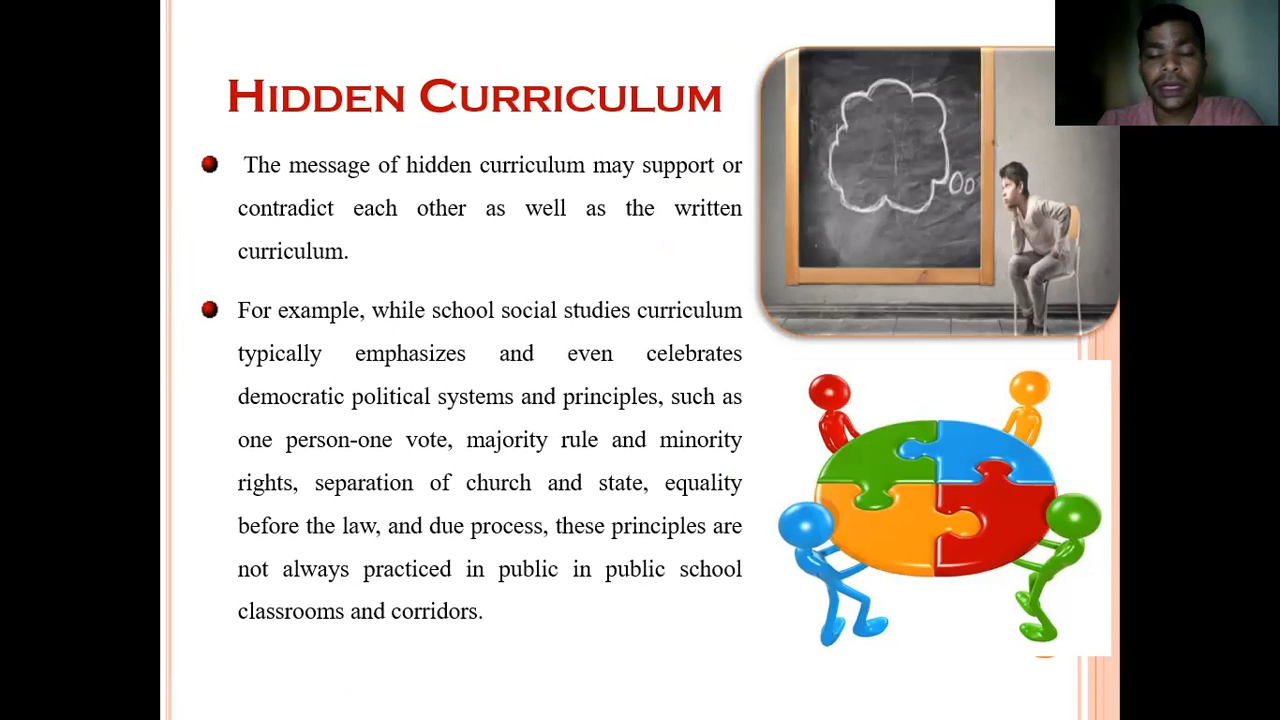 HIDDEN CURRICULUM
The message of hidden curriculum may support or
contradict each other as well as the written
curriculum.
For example, while school social studies curriculum
typically emphasizes and even celebrates
democratic political systems and principles, such as
one person-one vote, majority rule and minority
rights, separation of church and state, equality
before the law, and due process, these principles are
not always practiced in public in public school
classrooms and corridors.